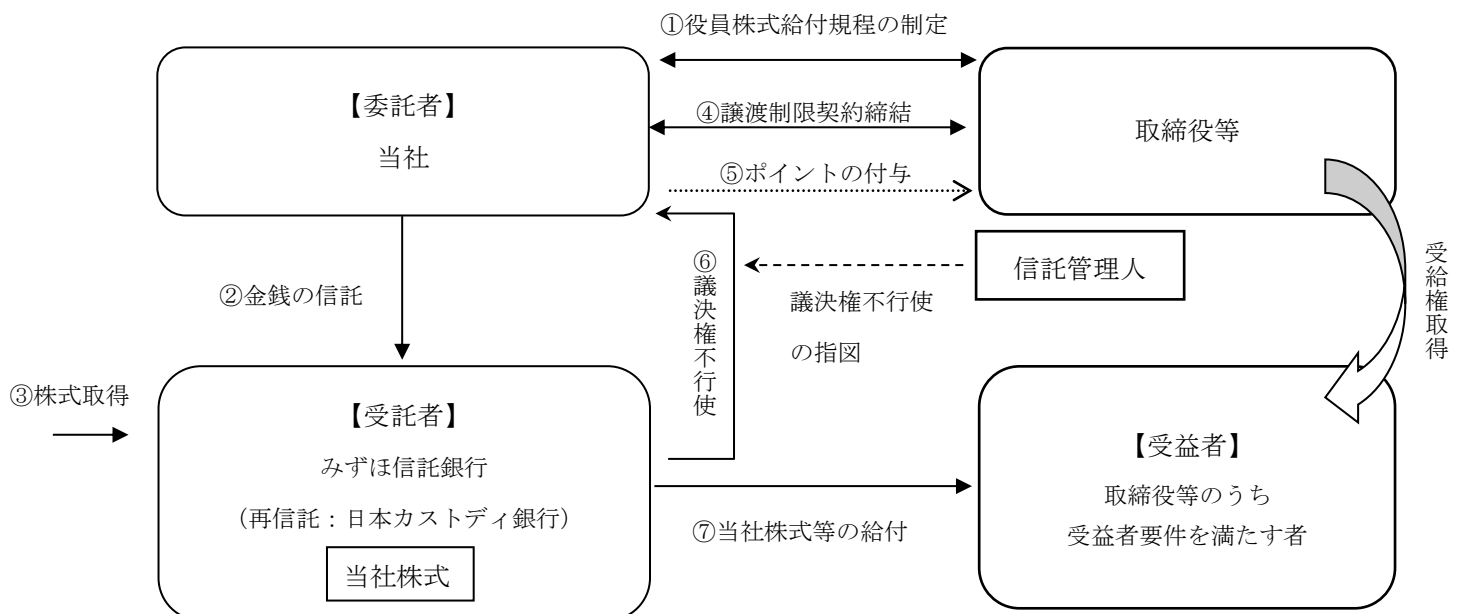 ①役員株式給付規程の制定
【委託者】
当社
④譲渡制限契約締結
取締役等
⑤ポイントの付与
②金銭の信託
⑥議決権不行使
信託管理人
議決権不行使
の指図
受給権取得
③株式取得
【受託者】
みずほ信託銀行
（再信託：日本カストディ銀行）
当社株式
⑦当社株式等の給付
【受益者】
取締役等のうち
受益者要件を満たす者